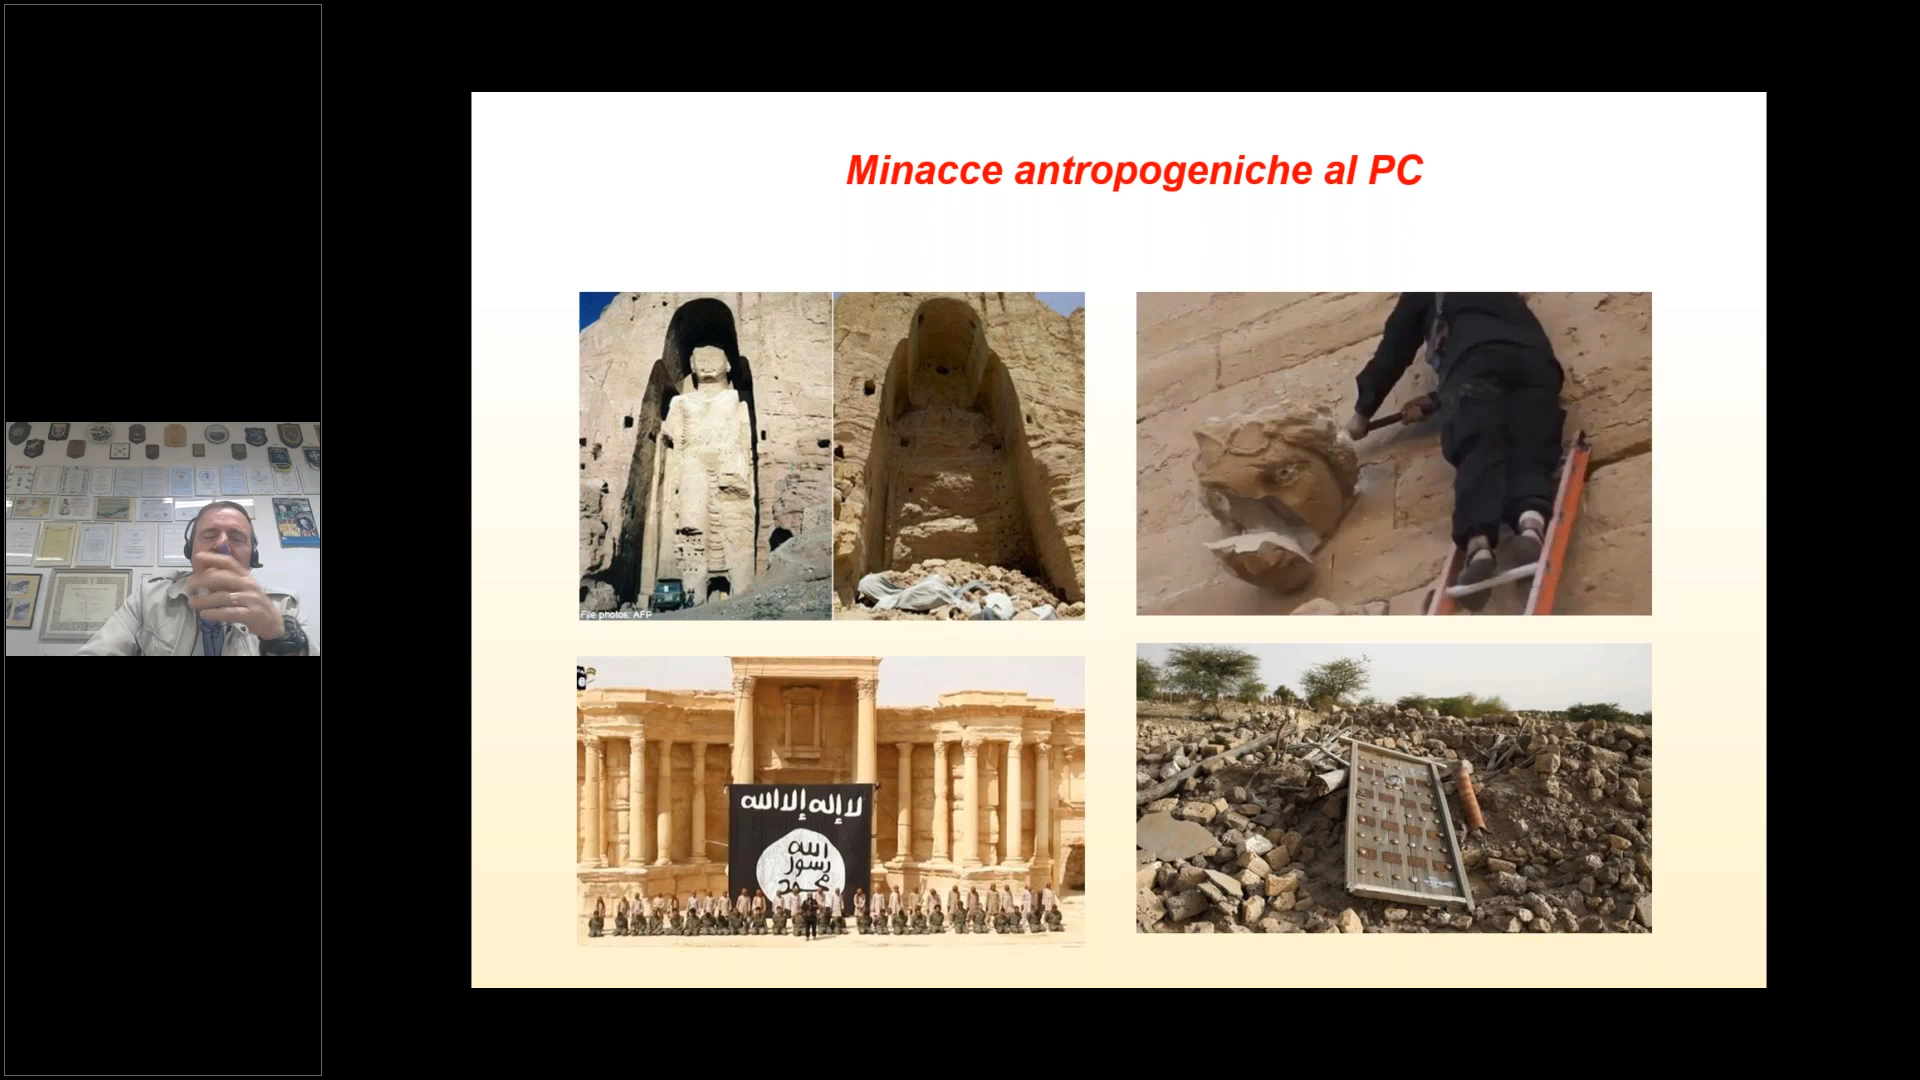 Minacce antropogeniche al PC
File photos: AFP
لا إله إلا الله
الله
رسول
محمد